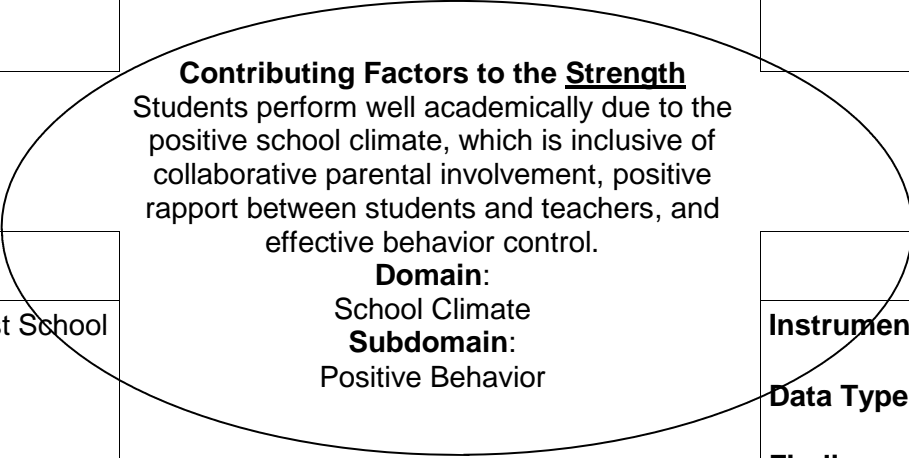 Contributing Factors to the Strength
Students perform well academically due to the
positive school climate, which is inclusive of
collaborative parental involvement, positive
rapport between students and teachers, and
effective behavior control.
Domain:
School Climate
Subdomain:
Positive Behavior
School
Data Type